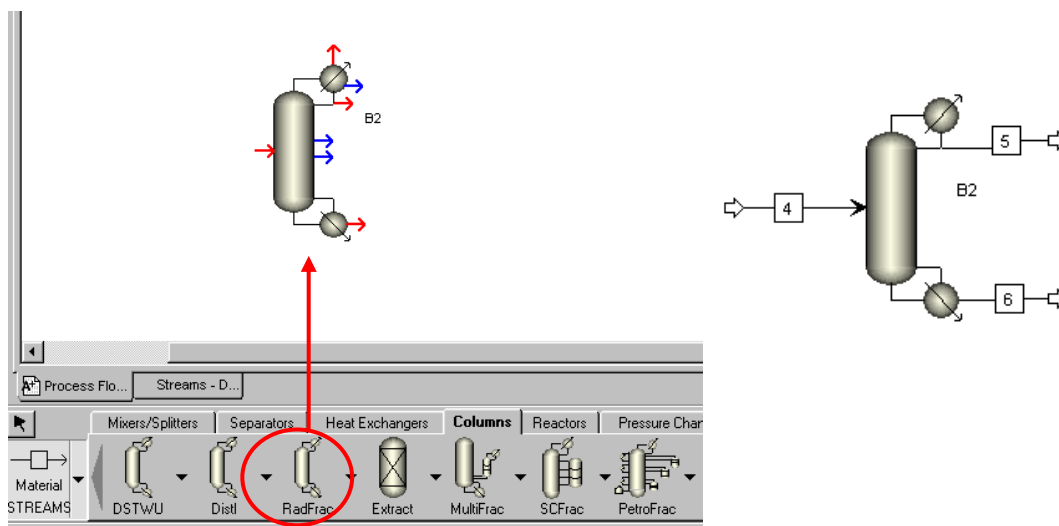 B2
5
4
B2
6
Process Flo...
Streams - D...
Mixers/Splitters
Separators
Heat Exchangers
Columns
Reactors
Pressure Chan
Material
STREAMS
DSTWU
Distl
RadFrac
Extract
MultiFrac
SCFrac
PetroFrac